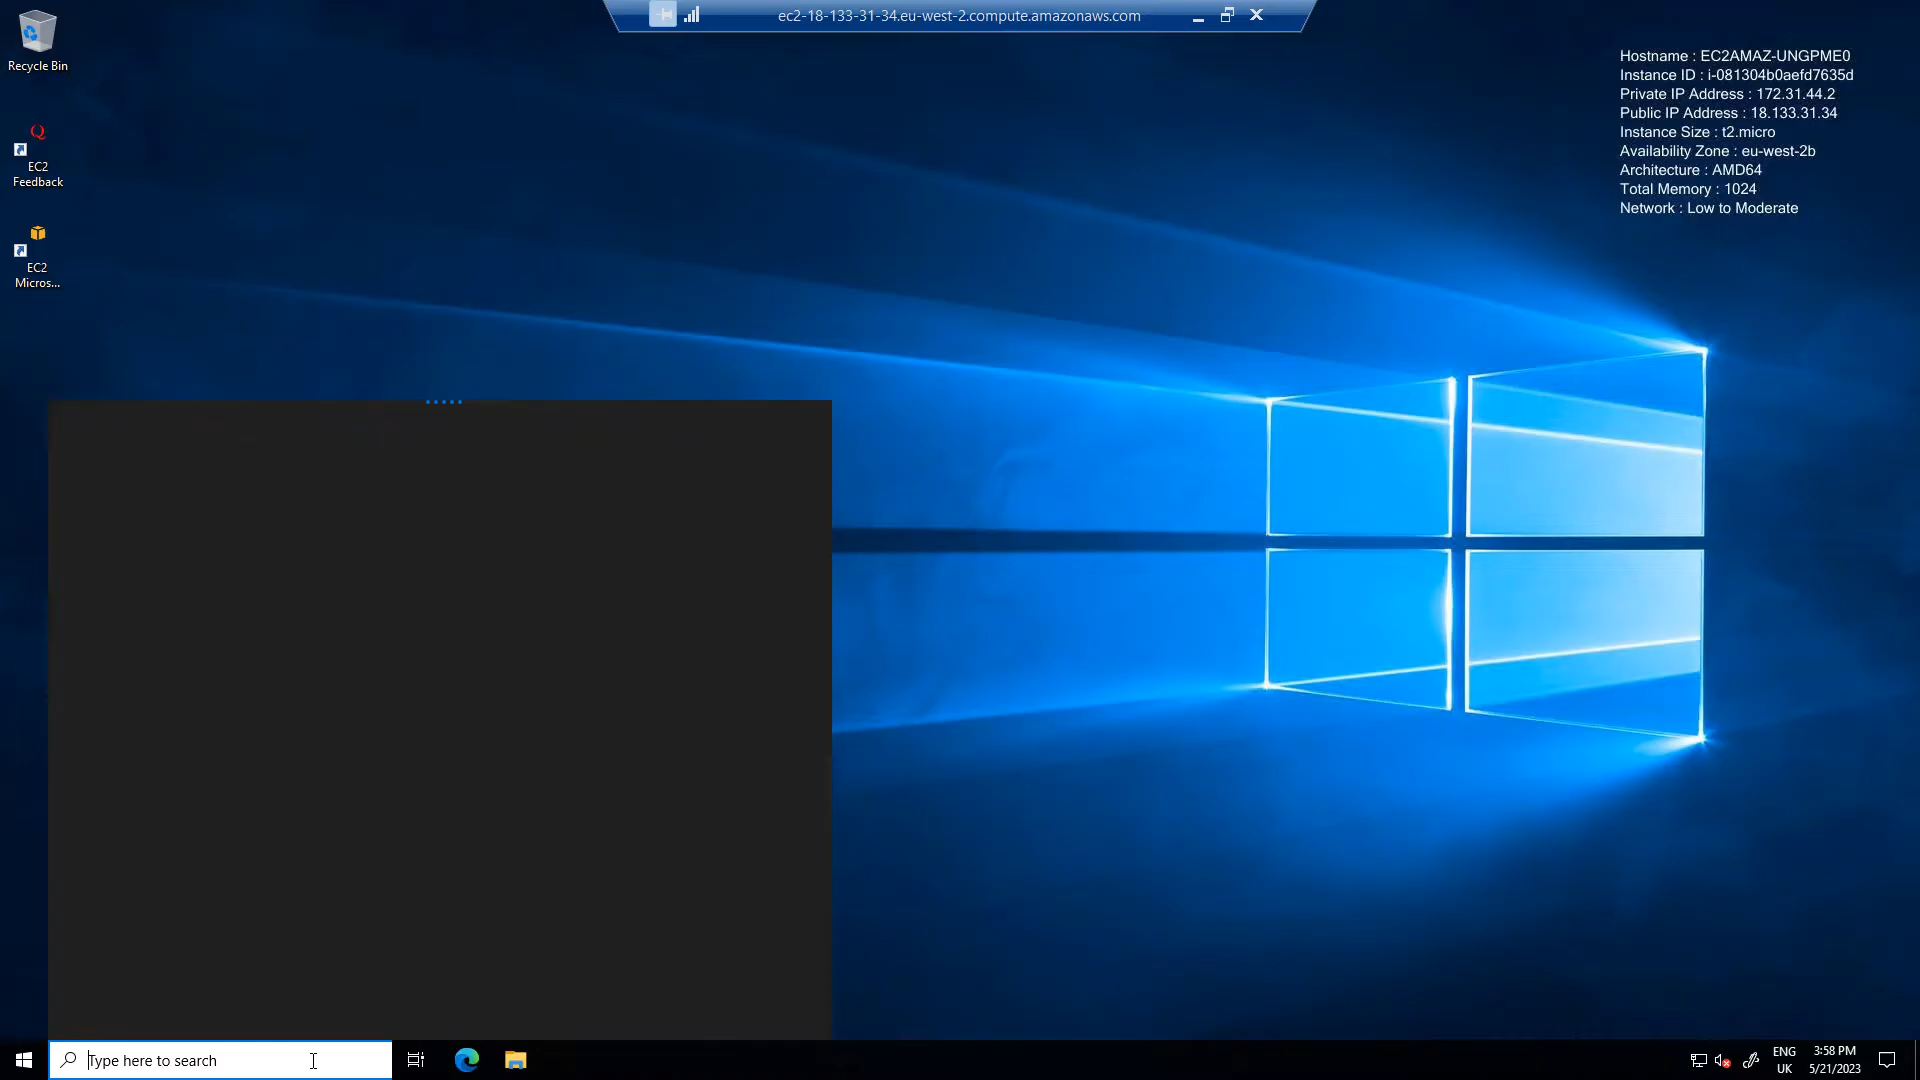 ec2-18-133-31-34.eu-west-2.compute.amazonaws.com
Recycle Bin
EC2
Feedback
EC2
Micros...
Hostname : EC2AMAZ-UNGPME0
Instance ID : i-081304b0aefd7635d
Private IP Address : 172.31.44.2
Public IP Address : 18.133.31.34
Instance Size : t2.micro
Availability Zone : eu-west-2b
Architecture : AMD64
Total Memory : 1024
Network : Low to Moderate
Type here to search
ENG
UK
3:58 PM
5/21/2023